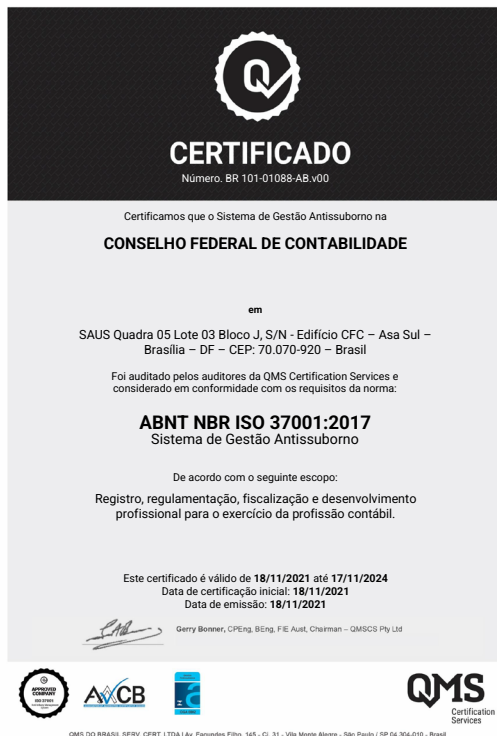 CERTIFICADO
Número. BR 101-01088-AB.v00
Certificamos que o Sistema de Gestão Antissuborno na
CONSELHO FEDERAL DE CONTABILIDADE
em
SAUS Quadra 05 Lote 03 Bloco J, S/N - Edifício CFC – Asa Sul –
Brasília – DF – CEP: 70.070-920 – Brasil
Foi auditado pelos auditores da QMS Certification Services e
considerado em conformidade com os requisitos da norma:
ABNT NBR ISO 37001:2017
Sistema de Gestão Antissuborno
De acordo com o seguinte escopo:
Registro, regulamentação, fiscalização e desenvolvimento
profissional para o exercício da profissão contábil.
Este certificado é válido de 18/11/2021 até 17/11/2024
Data de certificação inicial: 18/11/2021
Data de emissão: 18/11/2021
Gerry Bonner, CPEng, BEng, FIE Aust, Chairman – QMSCS Pty Ltd
APPROVED
COMPANY
ISO 37001
AWCB
QMS
Certification
Services
QMS DO BRASIL SERV. CERT. LTDA | Av. Fagundes Filho, 145 - Cj. 31 - Vila Monte Alegre - São Paulo / SP 04.304-010 - Brasil